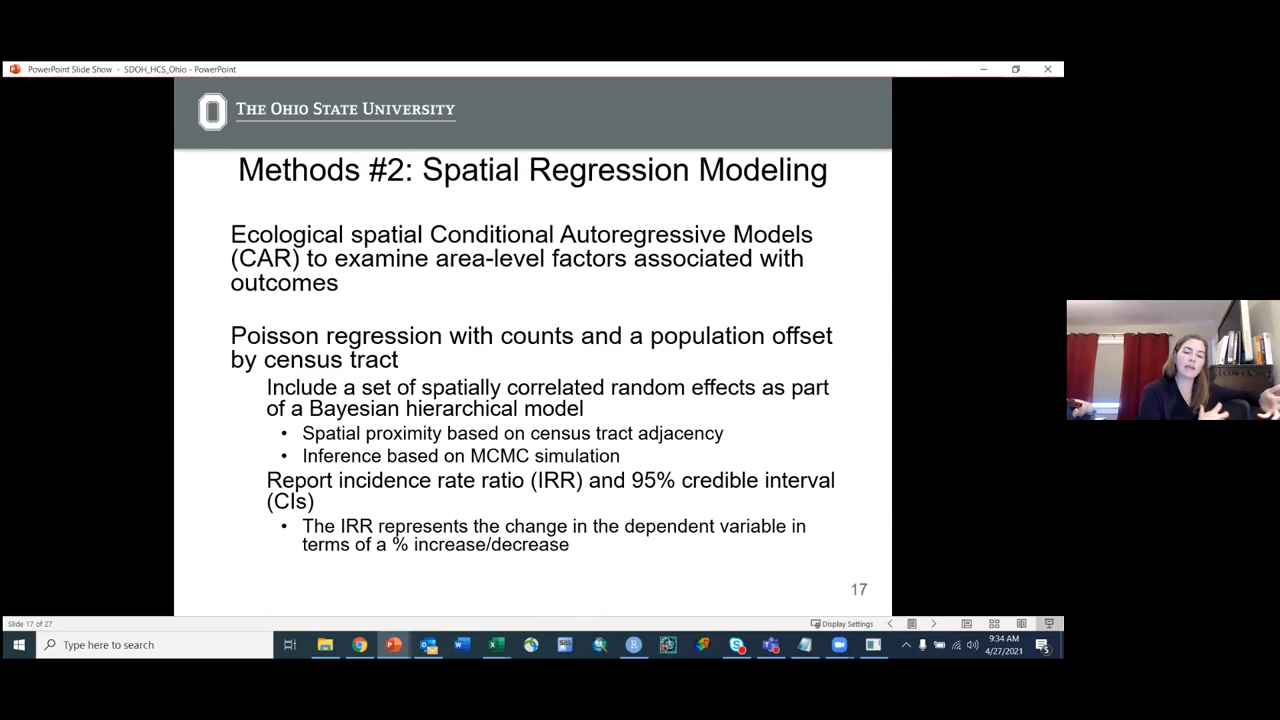 PowerPoint Slide Show - SDOH_HCS_Ohio - PowerPoint
THE OHIO STATE UNIVERSITY
Methods #2: Spatial Regression Modeling
Ecological spatial Conditional Autoregressive Models
(CAR) to examine area-level factors associated with
outcomes
Poisson regression with counts and a population offset
by census tract
Include a set of spatially correlated random effects as part
of a Bayesian hierarchical model
• Spatial proximity based on census tract adjacency
• Inference based on MCMC simulation
Report incidence rate ratio (IRR) and 95% credible interval
(CIs)
• The IRR represents the change in the dependent variable in
terms of a % increase/decrease
17
Slide 17 of 27
Display Settings
Type here to search
9:34 AM
4/27/2021
5